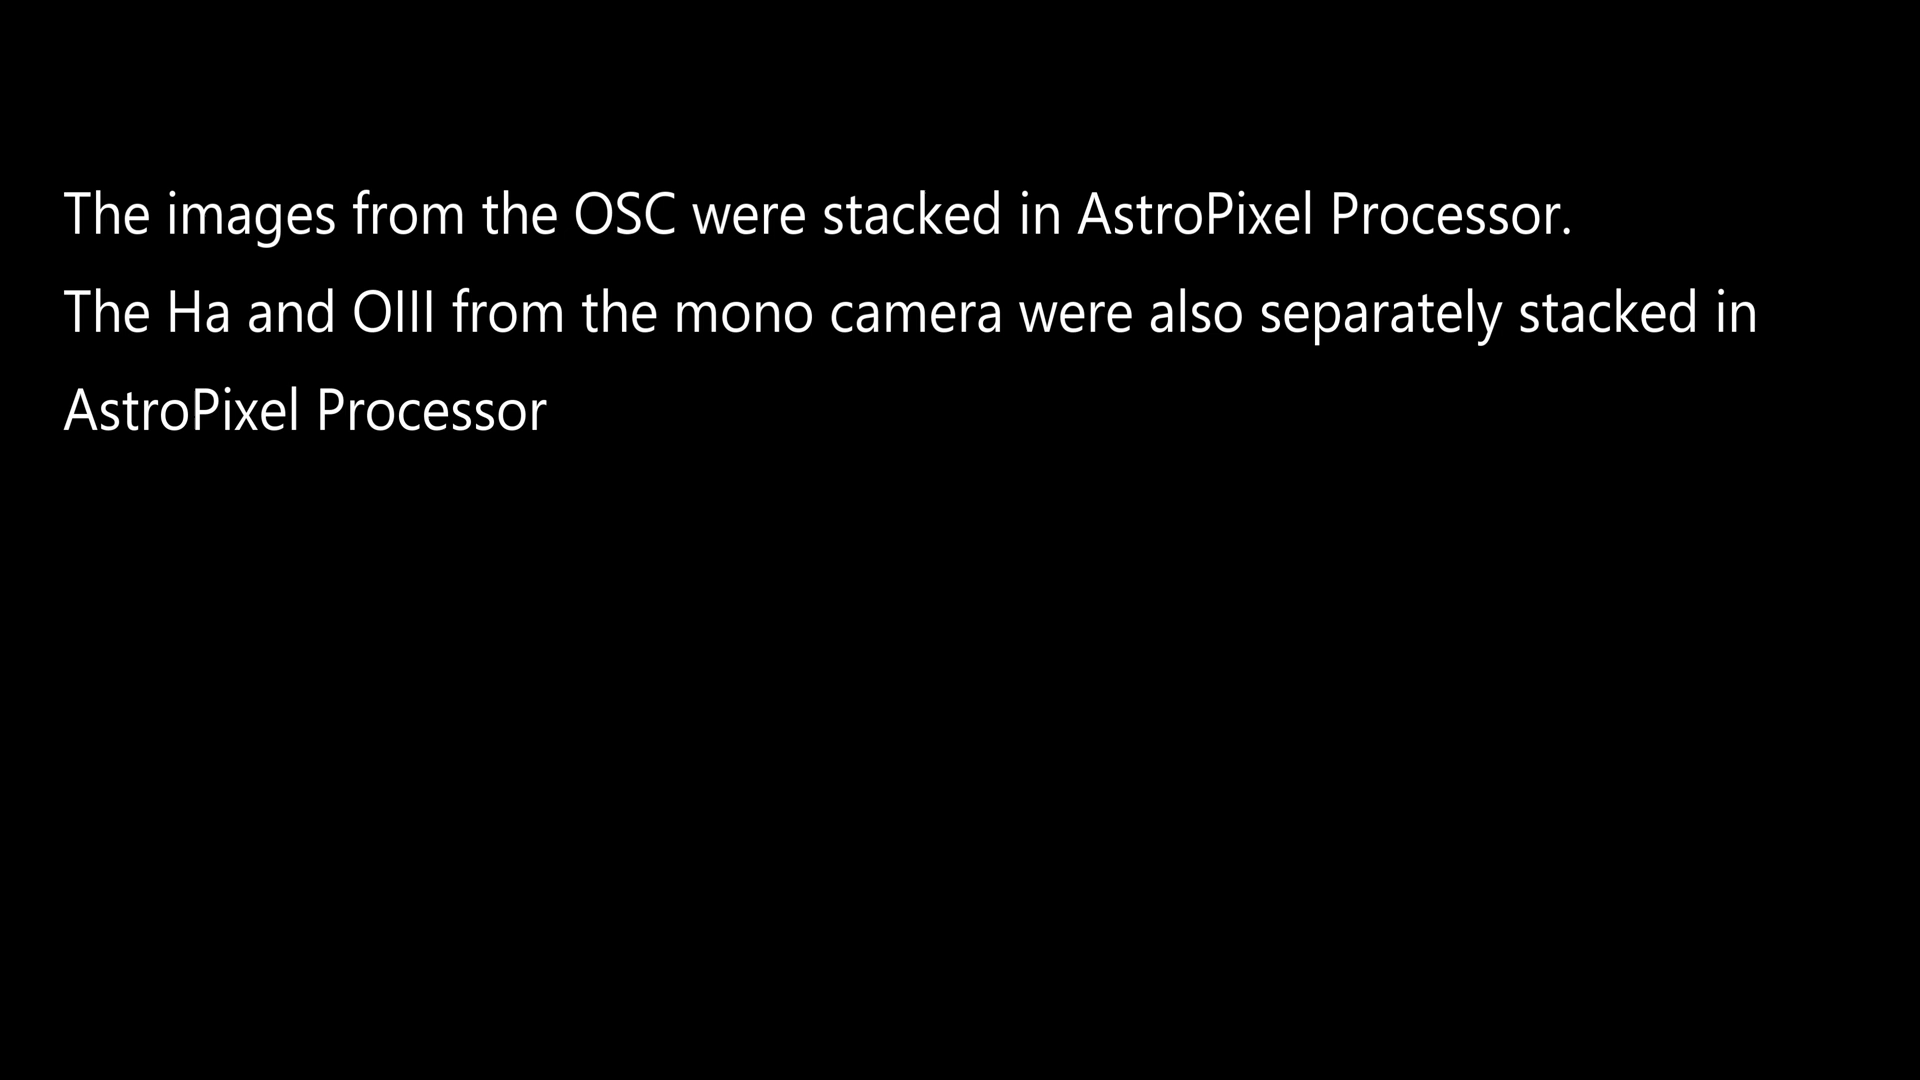 The images from the OSC were stacked in AstroPixel Processor.
The Ha and OIII from the mono camera were also separately stacked in
AstroPixel Processor